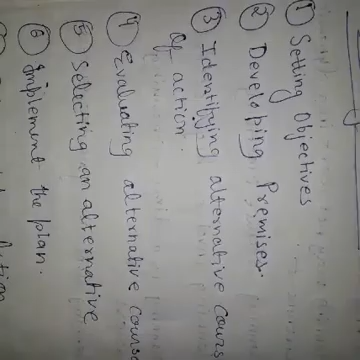 ① Setting Objectives
② Developing Premises.
③ Identifying alternative cours
Of action.
④ Evaluating alternative Course
⑤ Selecting an alternative
⑥ Implement the plan.